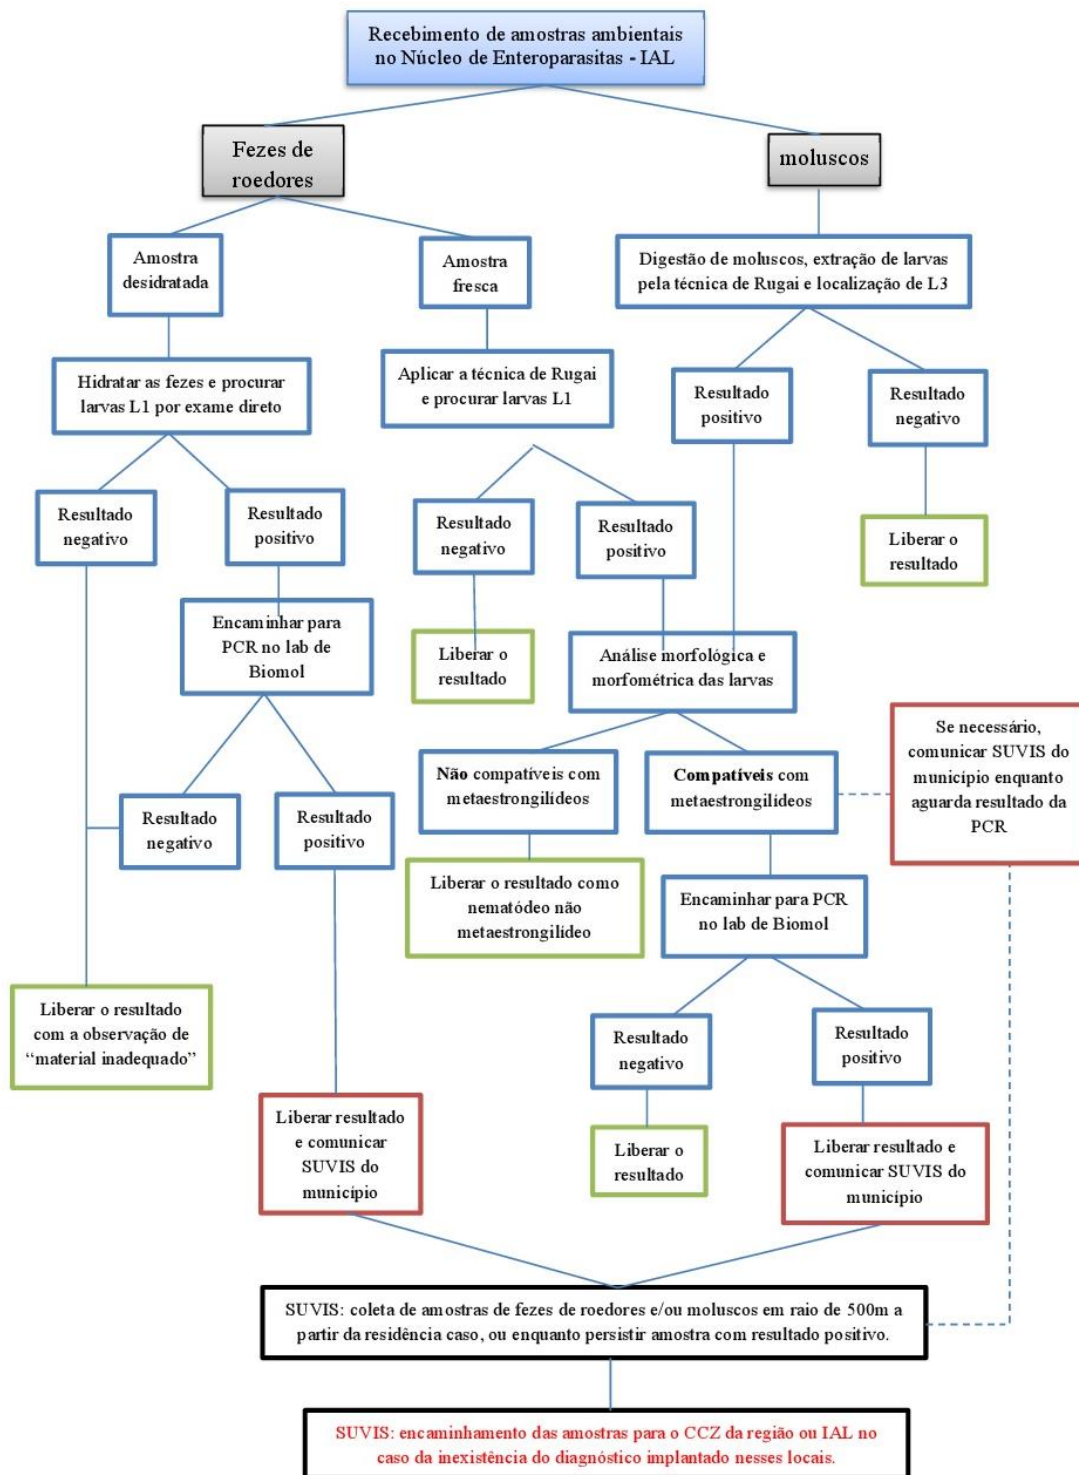 Recebimento de amostras ambientais
no Núcleo de Enteroparasitas - IAL
Fezes de
roedores
moluscos
Amostra
desidratada
Amostra
fresca
Digestão de moluscos, extração de larvas
pela técnica de Rugai e localização de L3
Hidratar as fezes e procurar
larvas L1 por exame direto
Aplicar a técnica de Rugai
e procurar larvas L1
Resultado
positivo
Resultado
negativo
Resultado
negativo
Resultado
positivo
Resultado
negativo
Resultado
positivo
Liberar o
resultado
Encaminhar para
PCR no lab de
Biomol
Liberar o
resultado
Análise morfológica e
morfométrica das larvas
Se necessário,
comunicar SUVIS do
município enquanto
aguarda resultado da
PCR
Não compatíveis com
metaestrongilídeos
Compatíveis com
metaestrongilídeos
Resultado
negativo
Resultado
positivo
Liberar o resultado como
nematódeo não
metaestrongilídeo
Encaminhar para PCR
no lab de Biomol
Liberar o resultado
com a observação de
“material inadequado”
Resultado
negativo
Resultado
positivo
Liberar resultado
e comunicar
SUVIS do
município
Liberar o
resultado
Liberar resultado e
comunicar SUVIS do
município
SUVIS: coleta de amostras de fezes de roedores e/ou moluscos em raio de 500m a
partir da residência caso, ou enquanto persistir amostra com resultado positivo.
SUVIS: encaminhamento das amostras para o CCZ da região ou IAL no
caso da inexistência do diagnóstico implantado nesses locais.